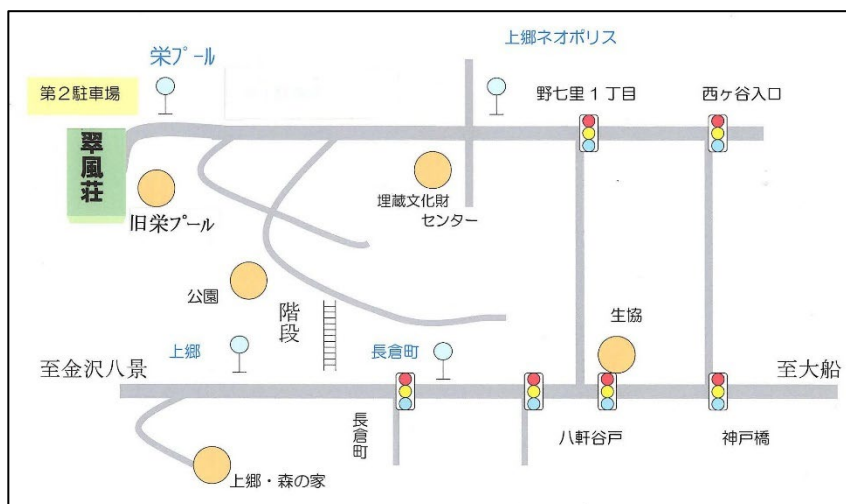 上郷ネオポリス
栄プール
第2駐車場
野七里1丁目
西ヶ谷入口
翠風荘
旧栄プール
埋蔵文化財
センター
公園
階段
生協
上郷
長倉町
至金沢八景
至大船
長倉町
八軒谷戸
神戸橋
上郷・森の家